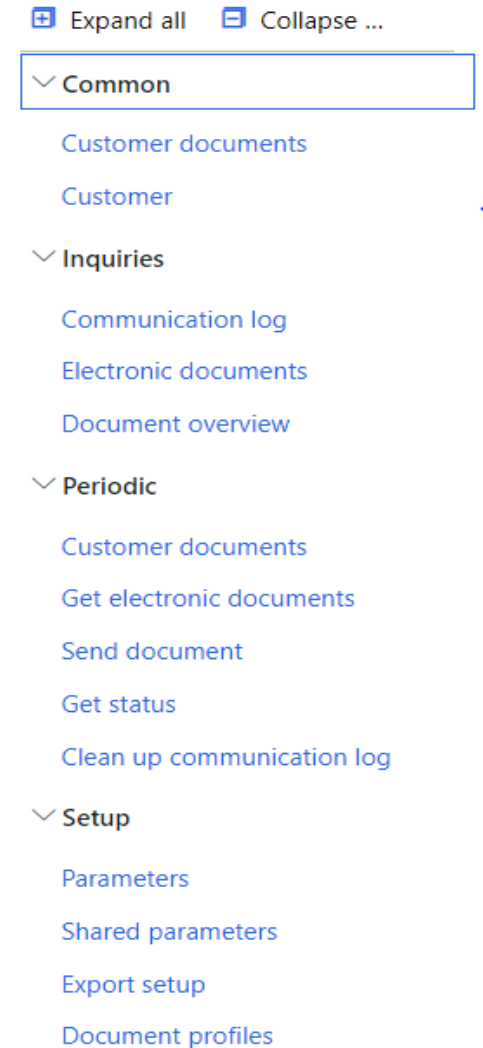 Expand all Collapse ...
Common
Customer documents
Customer
Inquiries
Communication log
Electronic documents
Document overview
Periodic
Customer documents
Get electronic documents
Send document
Get status
Clean up communication log
Setup
Parameters
Shared parameters
Export setup
Document profiles